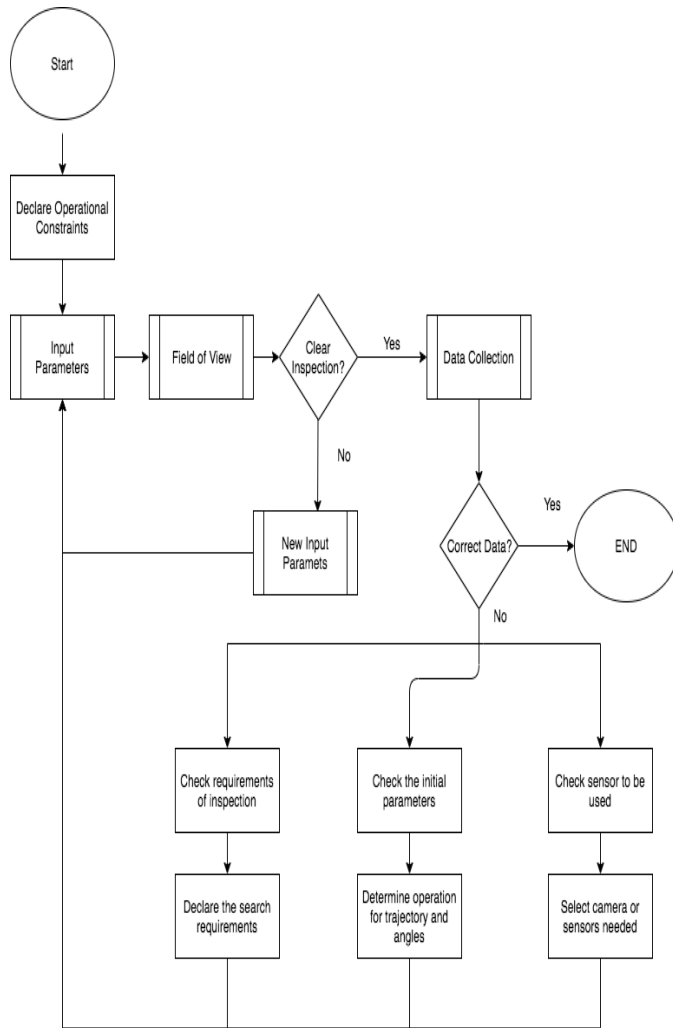 Start
Declare Operational
Constraints
Input
Parameters
Field of View
Clear
Inspection?
Yes
Data Collection
No
New Input
Paramets
Correct Data?
Yes
END
No
Check requirements
of inspection
Check the initial
parameters
Check sensor to be
used
Declare the search
requirements
Determine operation
for trajectory and
angles
Select camera or
sensors needed